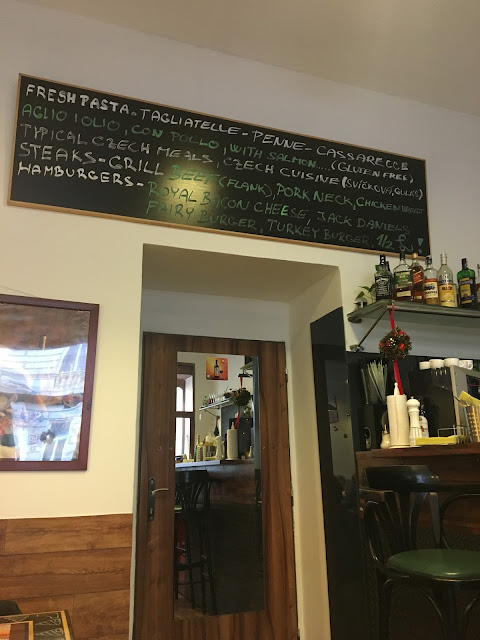 FRESH PASTA - TAGLIATELLE - PENNE - CASSARECCE
AGLIO I OLIO, CON POLLO, WITH SALMON.... (GLUTEN FREE)
TYPICAL CZECH MEALS, CZECH CUISINE (SVÍČKOVÁ, GULÁŠ)
STEAKS - GRILL BEEF (FLANK), PORK NECK, CHICKEN BREAST
HAMBURGERS - ROYAL BACON CHEESE, JACK DANIELS
FAIRY BURGER, TURKEY BURGER, 1/2